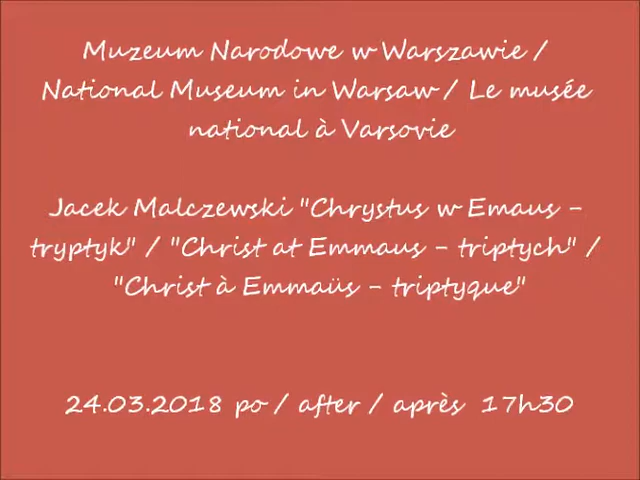 Muzeum Narodowe w Warszawie /
National Museum in Warsaw / Le musée
national à Varsovie
Jacek Malczewski "Chrystus w Emaus -
tryptyk" / "Christ at Emmaus - triptych" /
"Christ à Emmaüs - triptyque"
24.03.2018 po / after / après 17h30